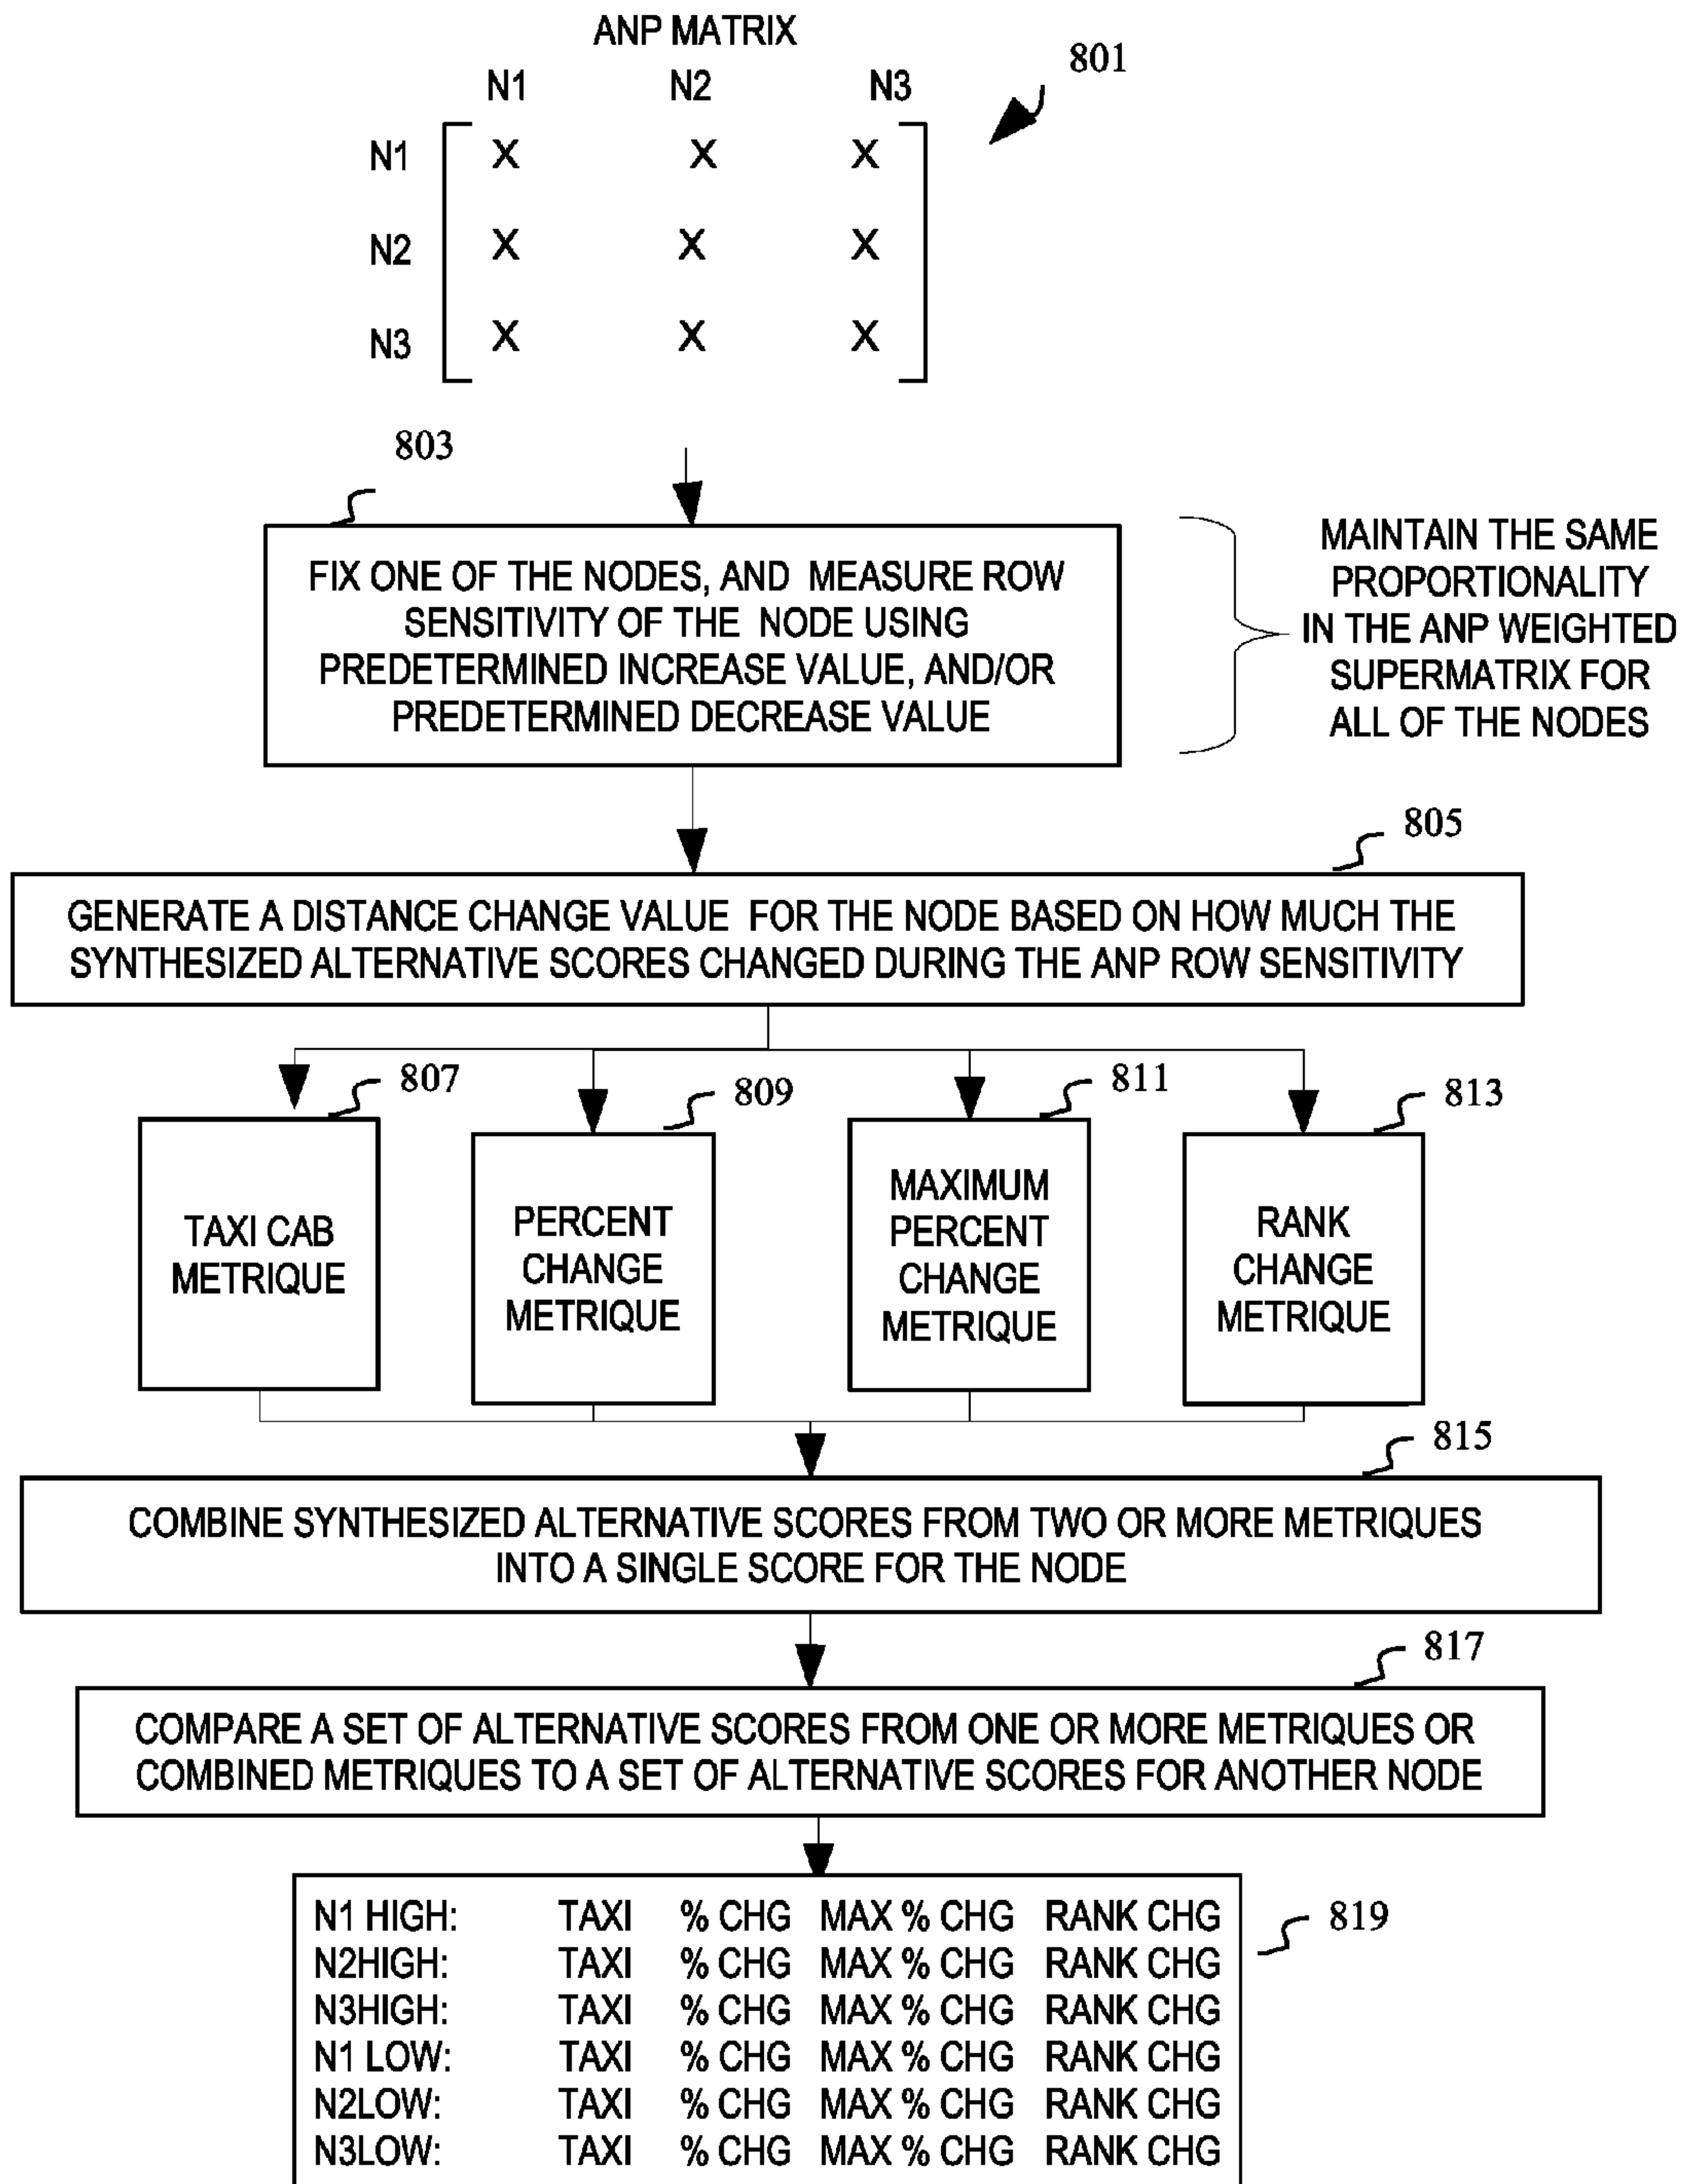 ANP MATRIX
801
N1 N2 N3
N1 X X X
N2 X X X
N3 X X X
803
FIX ONE OF THE NODES, AND MEASURE ROW
SENSITIVITY OF THE NODE USING
PREDETERMINED INCREASE VALUE, AND/OR
PREDETERMINED DECREASE VALUE
MAINTAIN THE SAME
PROPORTIONALITY
IN THE ANP WEIGHTED
SUPERMATRIX FOR
ALL OF THE NODES
805
GENERATE A DISTANCE CHANGE VALUE FOR THE NODE BASED ON HOW MUCH THE
SYNTHESIZED ALTERNATIVE SCORES CHANGED DURING THE ANP ROW SENSITIVITY
807
TAXI CAB
METRIQUE
809
PERCENT
CHANGE
METRIQUE
811
MAXIMUM
PERCENT
CHANGE
METRIQUE
813
RANK
CHANGE
METRIQUE
815
COMBINE SYNTHESIZED ALTERNATIVE SCORES FROM TWO OR MORE METRIQUES
INTO A SINGLE SCORE FOR THE NODE
817
COMPARE A SET OF ALTERNATIVE SCORES FROM ONE OR MORE METRIQUES OR
COMBINED METRIQUES TO A SET OF ALTERNATIVE SCORES FOR ANOTHER NODE
819
N1 HIGH: TAXI % CHG MAX % CHG RANK CHG
N2HIGH: TAXI % CHG MAX % CHG RANK CHG
N3HIGH: TAXI % CHG MAX % CHG RANK CHG
N1 LOW: TAXI % CHG MAX % CHG RANK CHG
N2LOW: TAXI % CHG MAX % CHG RANK CHG
N3LOW: TAXI % CHG MAX % CHG RANK CHG